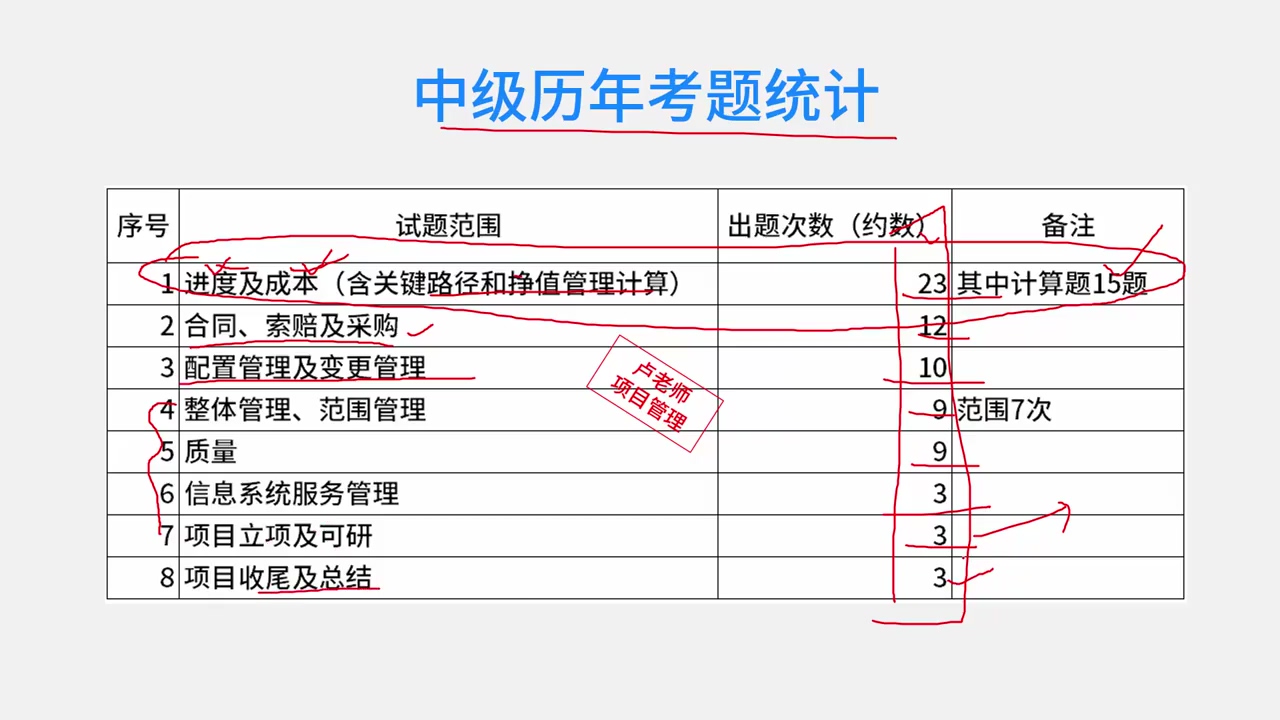 中级历年考题统计
序号 试题范围 出题次数（约数） 备注
1 进度及成本（含关键路径和挣值管理计算） 23 其中计算题15题
2 合同、索赔及采购 12
3 配置管理及变更管理 10
4 整体管理、范围管理 9 范围7次
5 质量 9
6 信息系统服务管理 3
7 项目立项及可研 3
8 项目收尾及总结 3
卢老师
项目管理